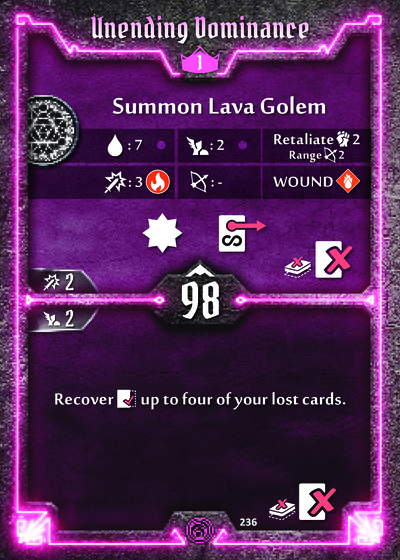 Unending Dominance
1
Summon Lava Golem
: 7
: 2
Retaliate 2
Range 2
: 3
: -
WOUND
2
98
2
Recover up to four of your lost cards.
236